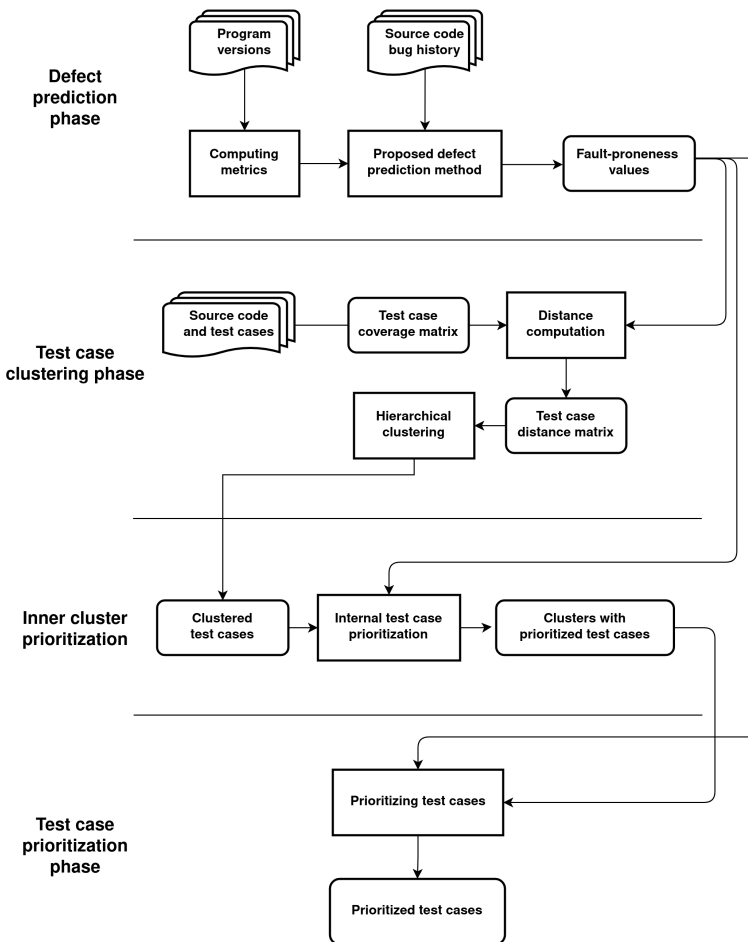 Program
versions
Source code
bug history
Defect
prediction
phase
Computing
metrics
Proposed defect
prediction method
Fault-proneness
values
Source code
and test cases
Test case
coverage matrix
Distance
computation
Test case
clustering phase
Hierarchical
clustering
Test case
distance matrix
Inner cluster
prioritization
Clustered
test cases
Internal test case
prioritization
Clusters with
prioritized test cases
Prioritizing test cases
Test case
prioritization
phase
Prioritized test cases